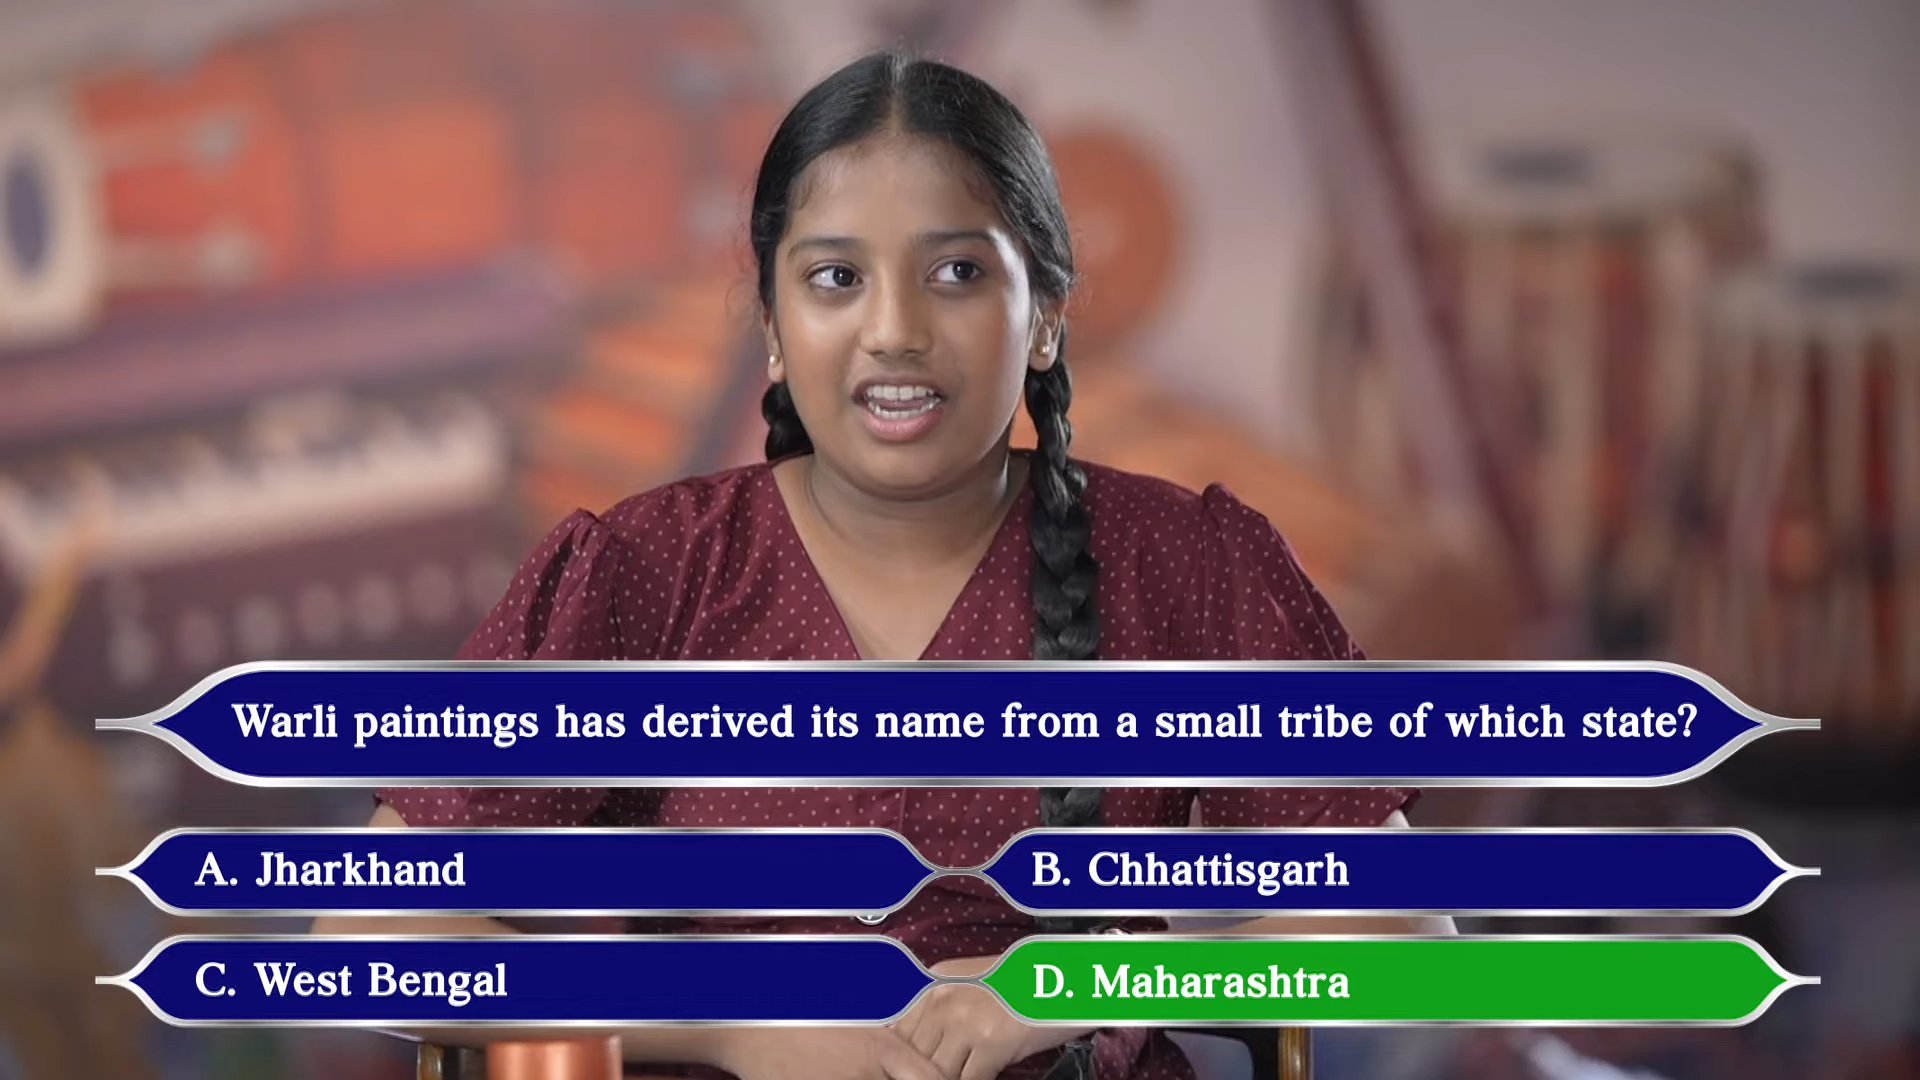 Warli paintings has derived its name from a small tribe of which state?
A. Jharkhand
B. Chhattisgarh
C. West Bengal
D. Maharashtra